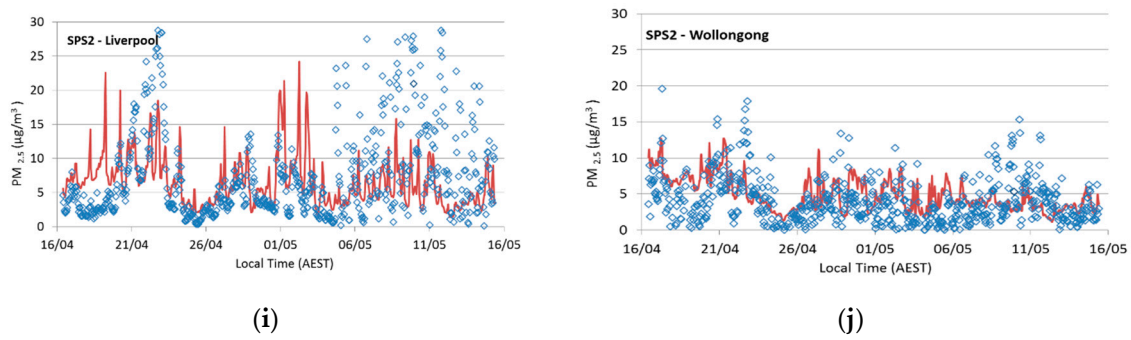 SPS2 - Liverpool
PM 2.5 (µg/m³)
30
25
20
15
10
5
0
16/04 21/04 26/04 01/05 06/05 11/05 16/05
Local Time (AEST)
(i)
SPS2 - Wollongong
PM 2.5 (µg/m³)
30
25
20
15
10
5
0
16/04 21/04 26/04 01/05 06/05 11/05 16/05
Local Time (AEST)
(j)